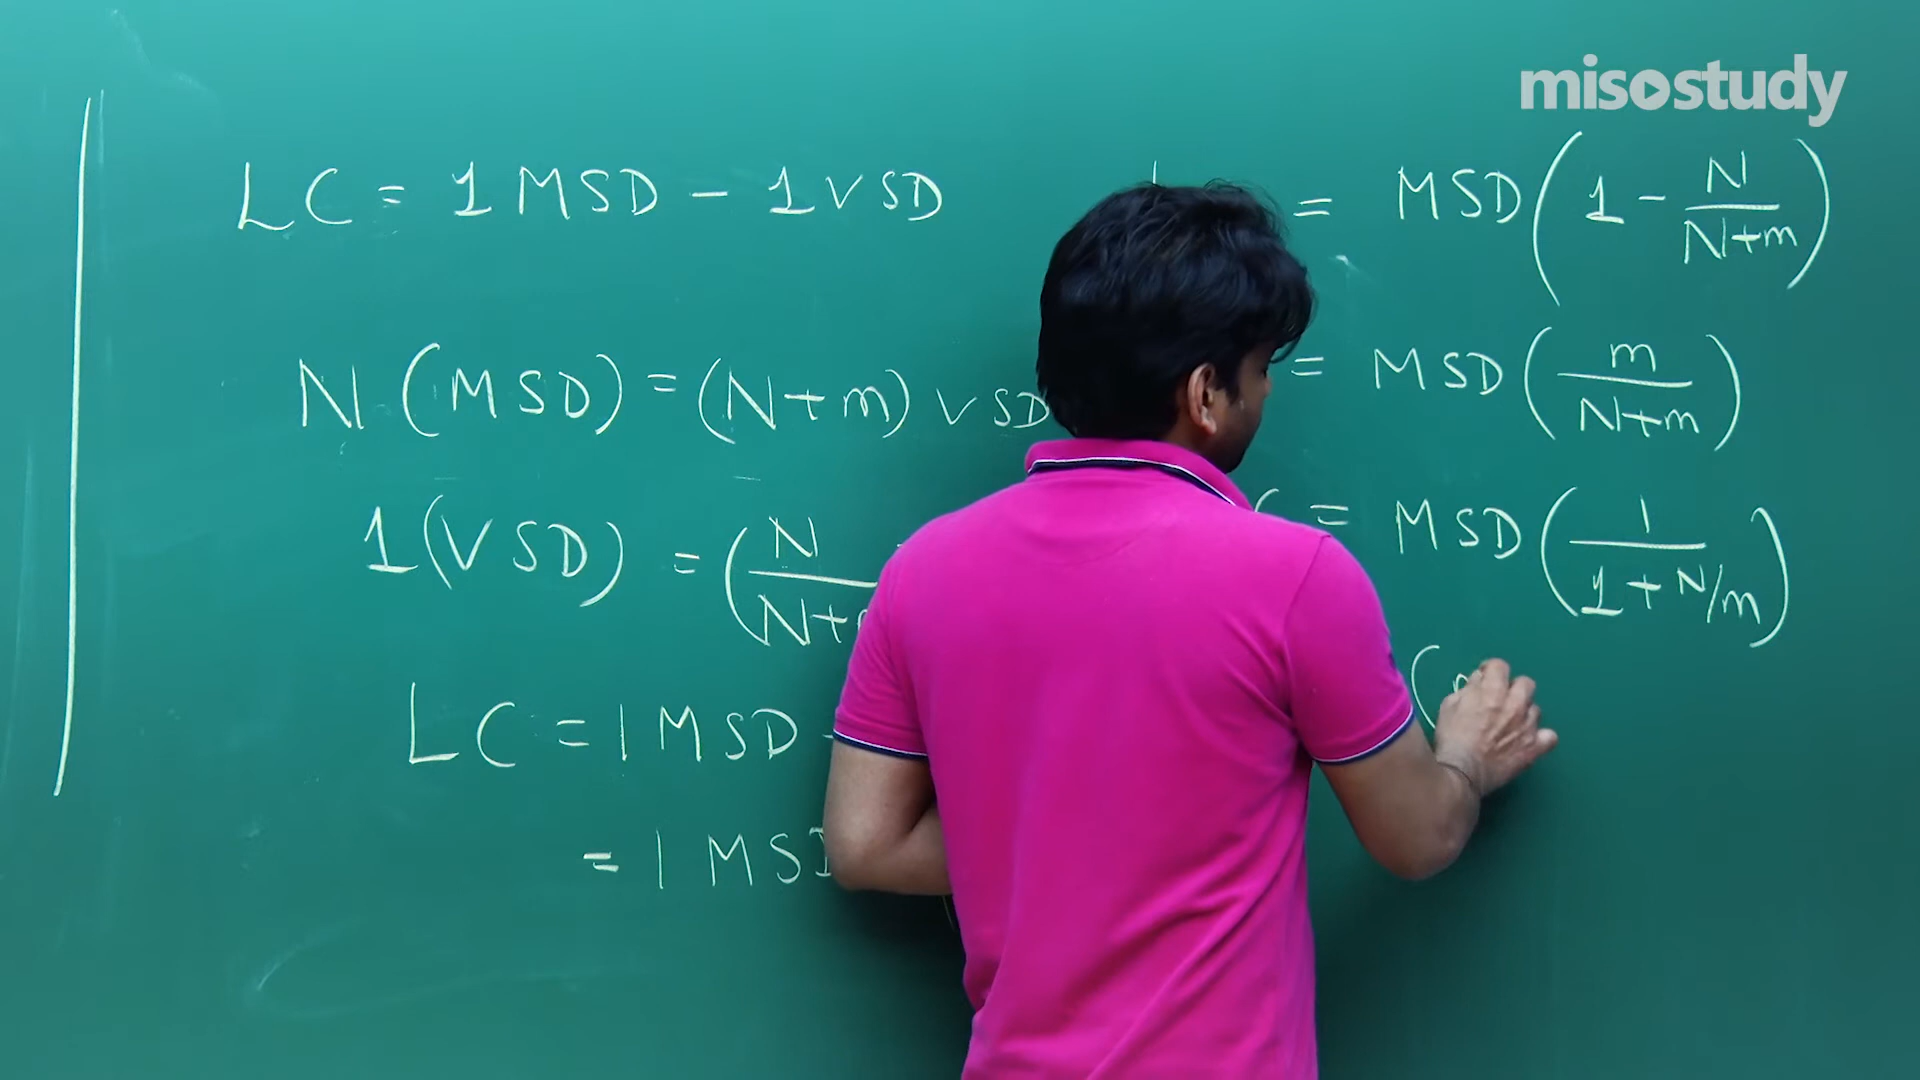 misostudy
LC = 1 MSD - 1 VSD
N (MSD) = (N+m) VSD
1 (VSD) = (N/N+
LC = 1 MSD -
= 1 MSD
= MSD (1 - N/N+m)
= MSD (m/N+m)
= MSD (1/1 + N/m)